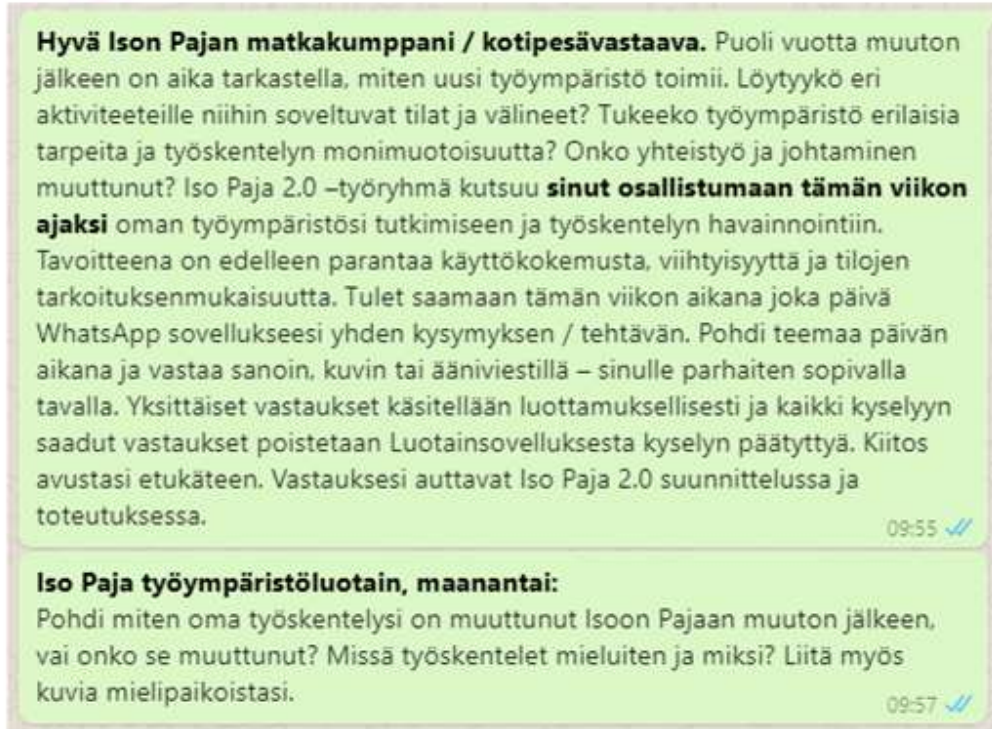 Hyvä Ison Pajan matkakumppani / kotipesävastaava. Puoli vuotta muuton
jälkeen on aika tarkastella, miten uusi työympäristö toimii. Löytyykö eri
aktiviteeteille niihin soveltuvat tilat ja välineet? Tukeeko työympäristö erilaisia
tarpeita ja työskentelyn monimuotoisuutta? Onko yhteistyö ja johtaminen
muuttunut? Iso Paja 2.0 –työryhmä kutsuu sinut osallistumaan tämän viikon
ajaksi oman työympäristösi tutkimiseen ja työskentelyn havainnointiin.
Tavoitteena on edelleen parantaa käyttökokemusta, viihtyisyyttä ja tilojen
tarkoituksenmukaisuutta. Tulet saamaan tämän viikon aikana joka päivä
WhatsApp sovellukseesi yhden kysymyksen / tehtävän. Pohdi teemaa päivän
aikana ja vastaa sanoin, kuvin tai ääniviestillä – sinulle parhaiten sopivalla
tavalla. Yksittäiset vastaukset käsitellään luottamuksellisesti ja kaikki kyselyyn
saadut vastaukset poistetaan Luotainsovelluksesta kyselyn päätyttyä. Kiitos
avustasi etukäteen. Vastauksesi auttavat Iso Paja 2.0 suunnittelussa ja
toteutuksessa.
09:55
Iso Paja työympäristöluotain, maanantai:
Pohdi miten oma työskentelysi on muuttunut Isoon Pajaan muuton jälkeen,
vai onko se muuttunut? Missä työskentelet mieluiten ja miksi? Liitä myös
kuvia mielipaikoistasi.
09:57